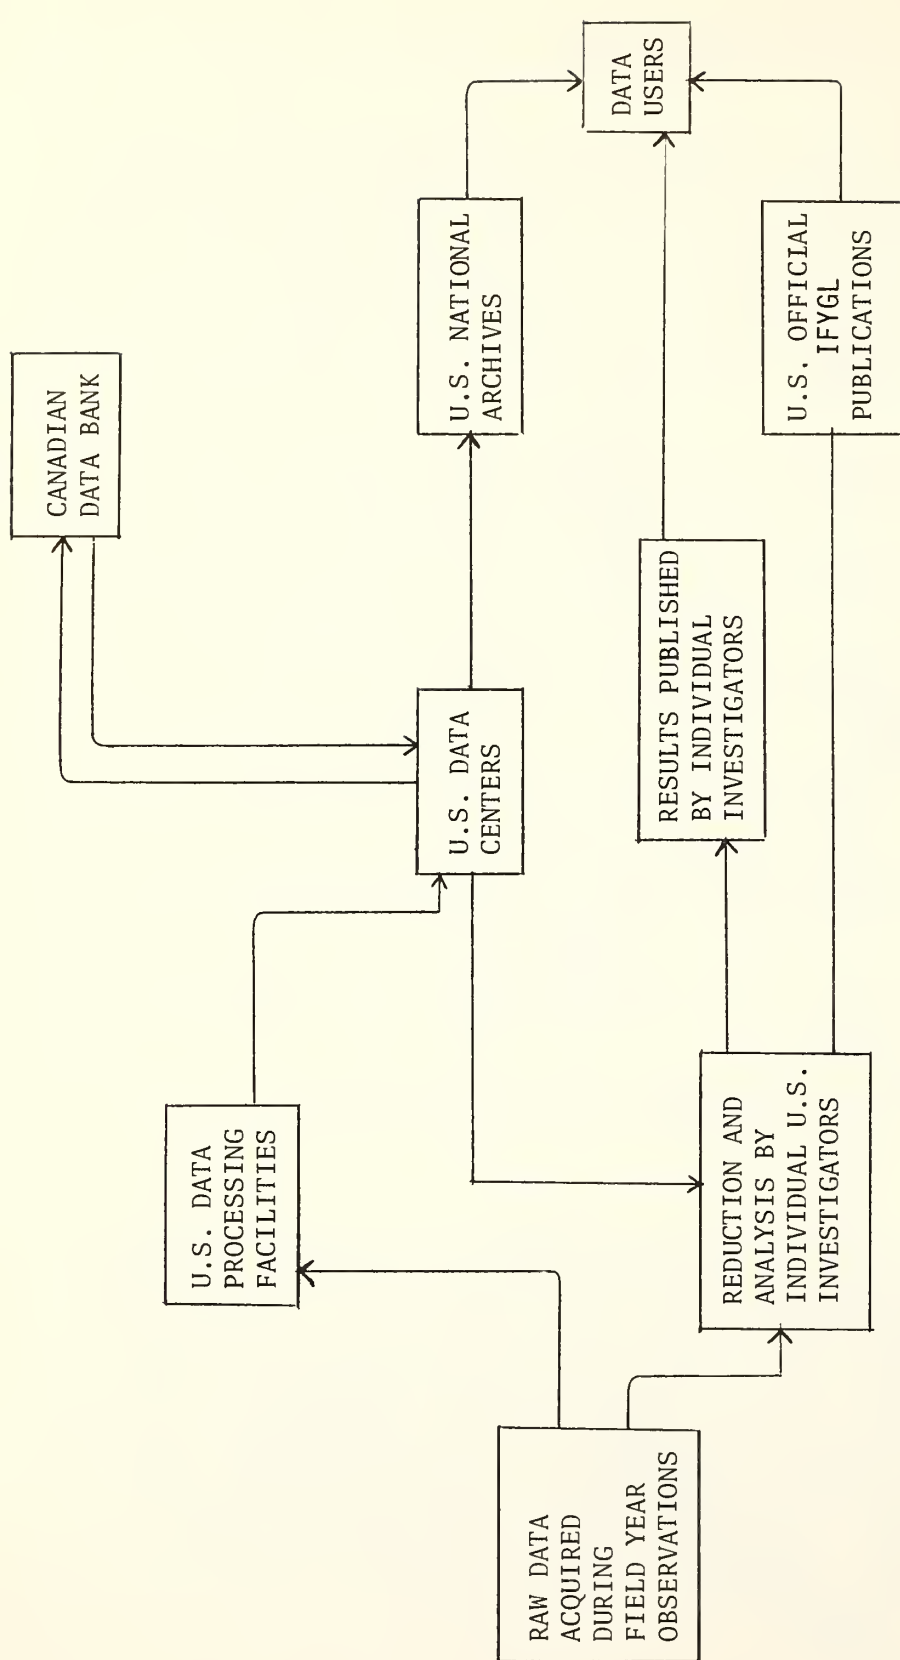 RAW DATA
ACQUIRED
DURING
FIELD YEAR
OBSERVATIONS
U.S. DATA
PROCESSING
FACILITIES
REDUCTION AND
ANALYSIS BY
INDIVIDUAL U.S.
INVESTIGATORS
U.S. DATA
CENTERS
RESULTS PUBLISHED
BY INDIVIDUAL
INVESTIGATORS
CANADIAN
DATA BANK
U.S. NATIONAL
ARCHIVES
U.S. OFFICIAL
IFYGL
PUBLICATIONS
DATA
USERS